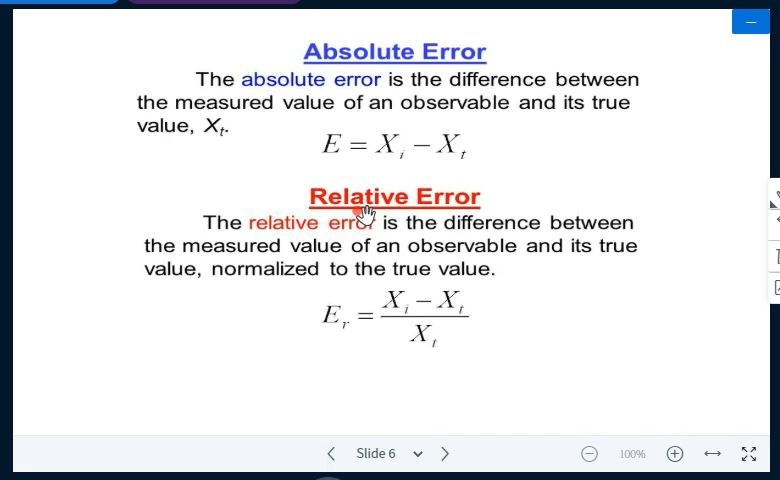 Absolute Error
The absolute error is the difference between
the measured value of an observable and its true
value, Xt.
E = Xi − Xt
Relative Error
The relative error is the difference between
the measured value of an observable and its true
value, normalized to the true value.
Er = (Xi − Xt) / Xt
Slide 6
100%